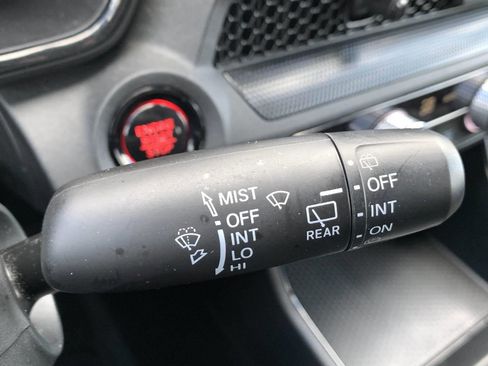 MIST
OFF
INT
LO
HI
REAR
OFF
INT
ON